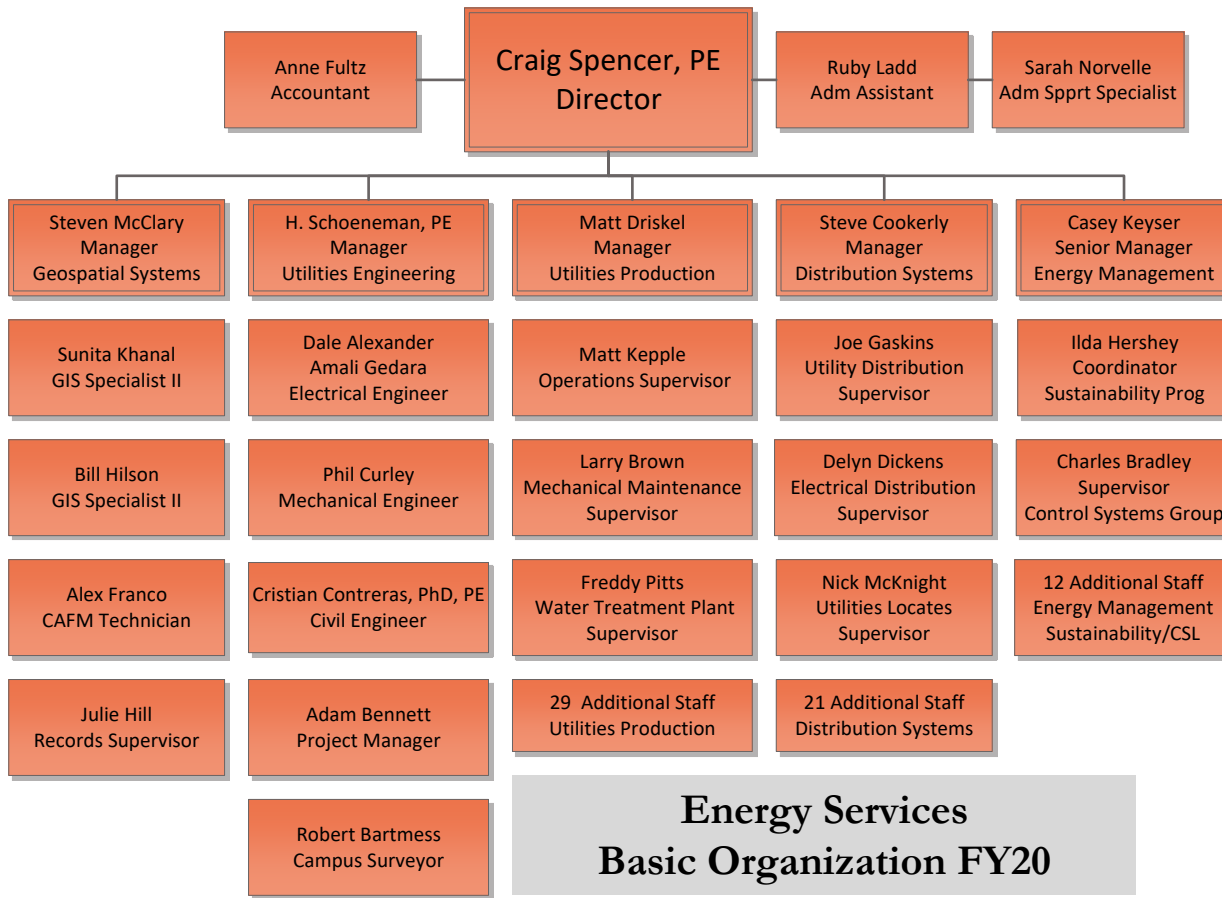 Anne Fultz
Accountant
Craig Spencer, PE
Director
Ruby Ladd
Adm Assistant
Sarah Norvelle
Adm Spprt Specialist
Steven McClary
Manager
Geospatial Systems
H. Schoeneman, PE
Manager
Utilities Engineering
Matt Driskel
Manager
Utilities Production
Steve Cookerly
Manager
Distribution Systems
Casey Keyser
Senior Manager
Energy Management
Sunita Khanal
GIS Specialist II
Dale Alexander
Amali Gedara
Electrical Engineer
Matt Kepple
Operations Supervisor
Joe Gaskins
Utility Distribution
Supervisor
Ilda Hershey
Coordinator
Sustainability Prog
Bill Hilson
GIS Specialist II
Phil Curley
Mechanical Engineer
Larry Brown
Mechanical Maintenance
Supervisor
Delyn Dickens
Electrical Distribution
Supervisor
Charles Bradley
Supervisor
Control Systems Group
Alex Franco
CAFM Technician
Cristian Contreras, PhD, PE
Civil Engineer
Freddy Pitts
Water Treatment Plant
Supervisor
Nick McKnight
Utilities Locates
Supervisor
12 Additional Staff
Energy Management
Sustainability/CSL
Julie Hill
Records Supervisor
Adam Bennett
Project Manager
29 Additional Staff
Utilities Production
21 Additional Staff
Distribution Systems
Robert Bartmess
Campus Surveyor
Energy Services
Basic Organization FY20